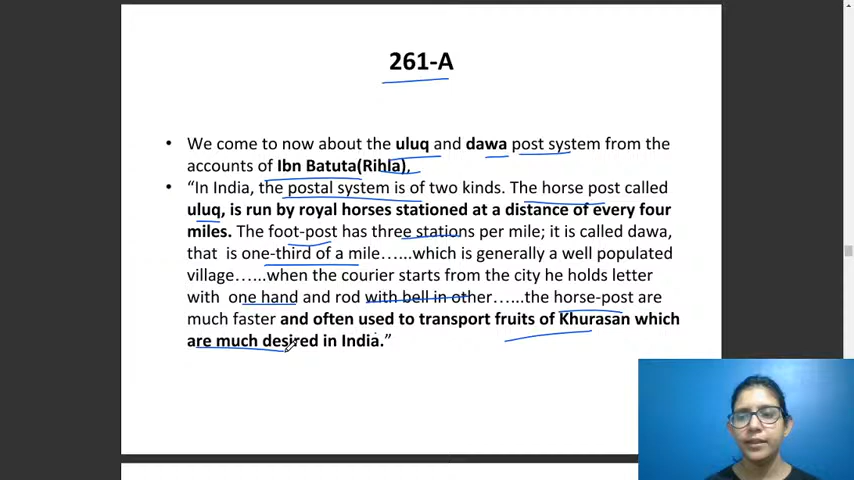 261-A
• We come to now about the uluq and dawa post system from the
accounts of Ibn Batuta(Rihla),
• “In India, the postal system is of two kinds. The horse post called
uluq, is run by royal horses stationed at a distance of every four
miles. The foot-post has three stations per mile; it is called dawa,
that  is one-third of a mile…...which is generally a well populated
village…...when the courier starts from the city he holds letter
with  one hand and rod with bell in other…...the horse-post are
much faster and often used to transport fruits of Khurasan which
are much desired in India.”